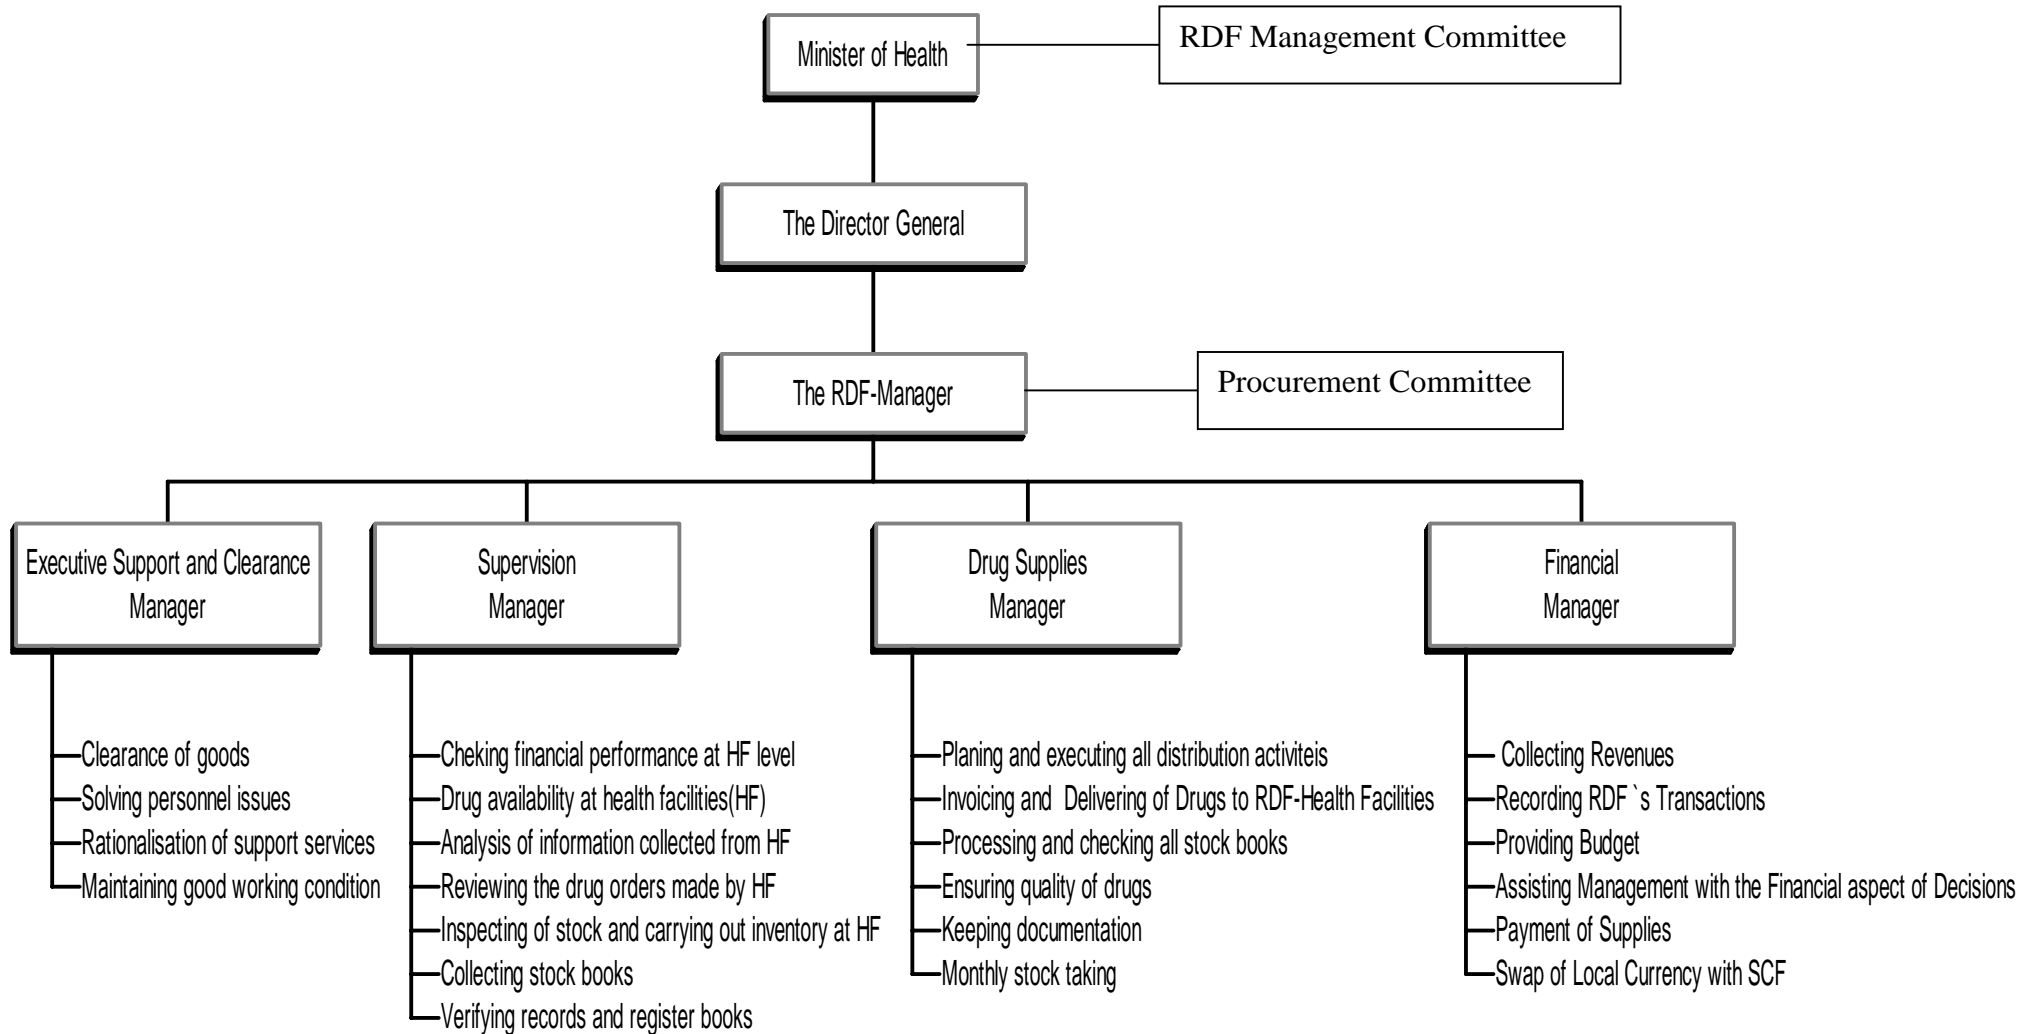 Minister of Health
RDF Management Committee
The Director General
The RDF-Manager
Procurement Committee
Executive Support and Clearance
Manager
Clearance of goods
Solving personnel issues
Rationalisation of support services
Maintaining good working condition
Supervision
Manager
Cheking financial performance at HF level
Drug availability at health facilities(HF)
Analysis of information collected from HF
Reviewing the drug orders made by HF
Inspecting of stock and carrying out inventory at HF
Collecting stock books
Verifying records and register books
Drug Supplies
Manager
Planing and executing all distribution activiteis
Invoicing and Delivering of Drugs to RDF-Health Facilities
Processing and checking all stock books
Ensuring quality of drugs
Keeping documentation
Monthly stock taking
Financial
Manager
Collecting Revenues
Recording RDF `s Transactions
Providing Budget
Assisting Management with the Financial aspect of Decisions
Payment of Supplies
Swap of Local Currency with SCF